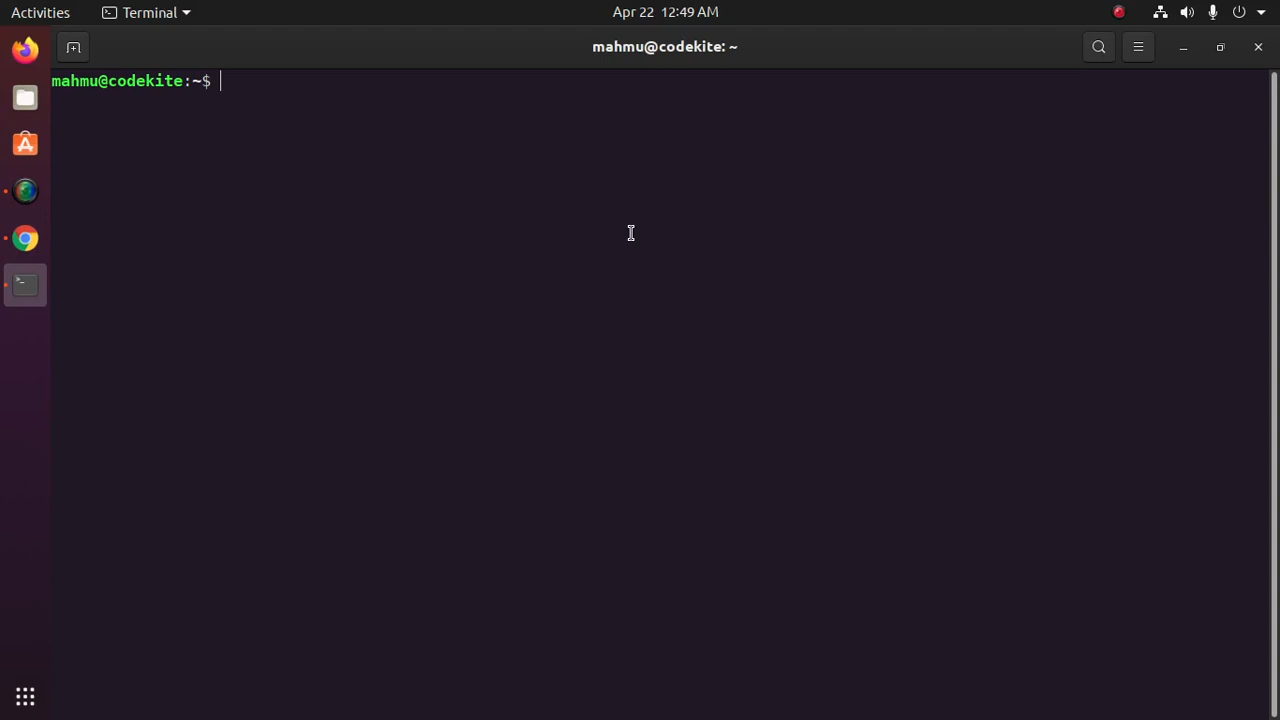 Activities
Terminal
Apr 22 12:49 AM
mahmu@codekite: ~
mahmu@codekite:~$